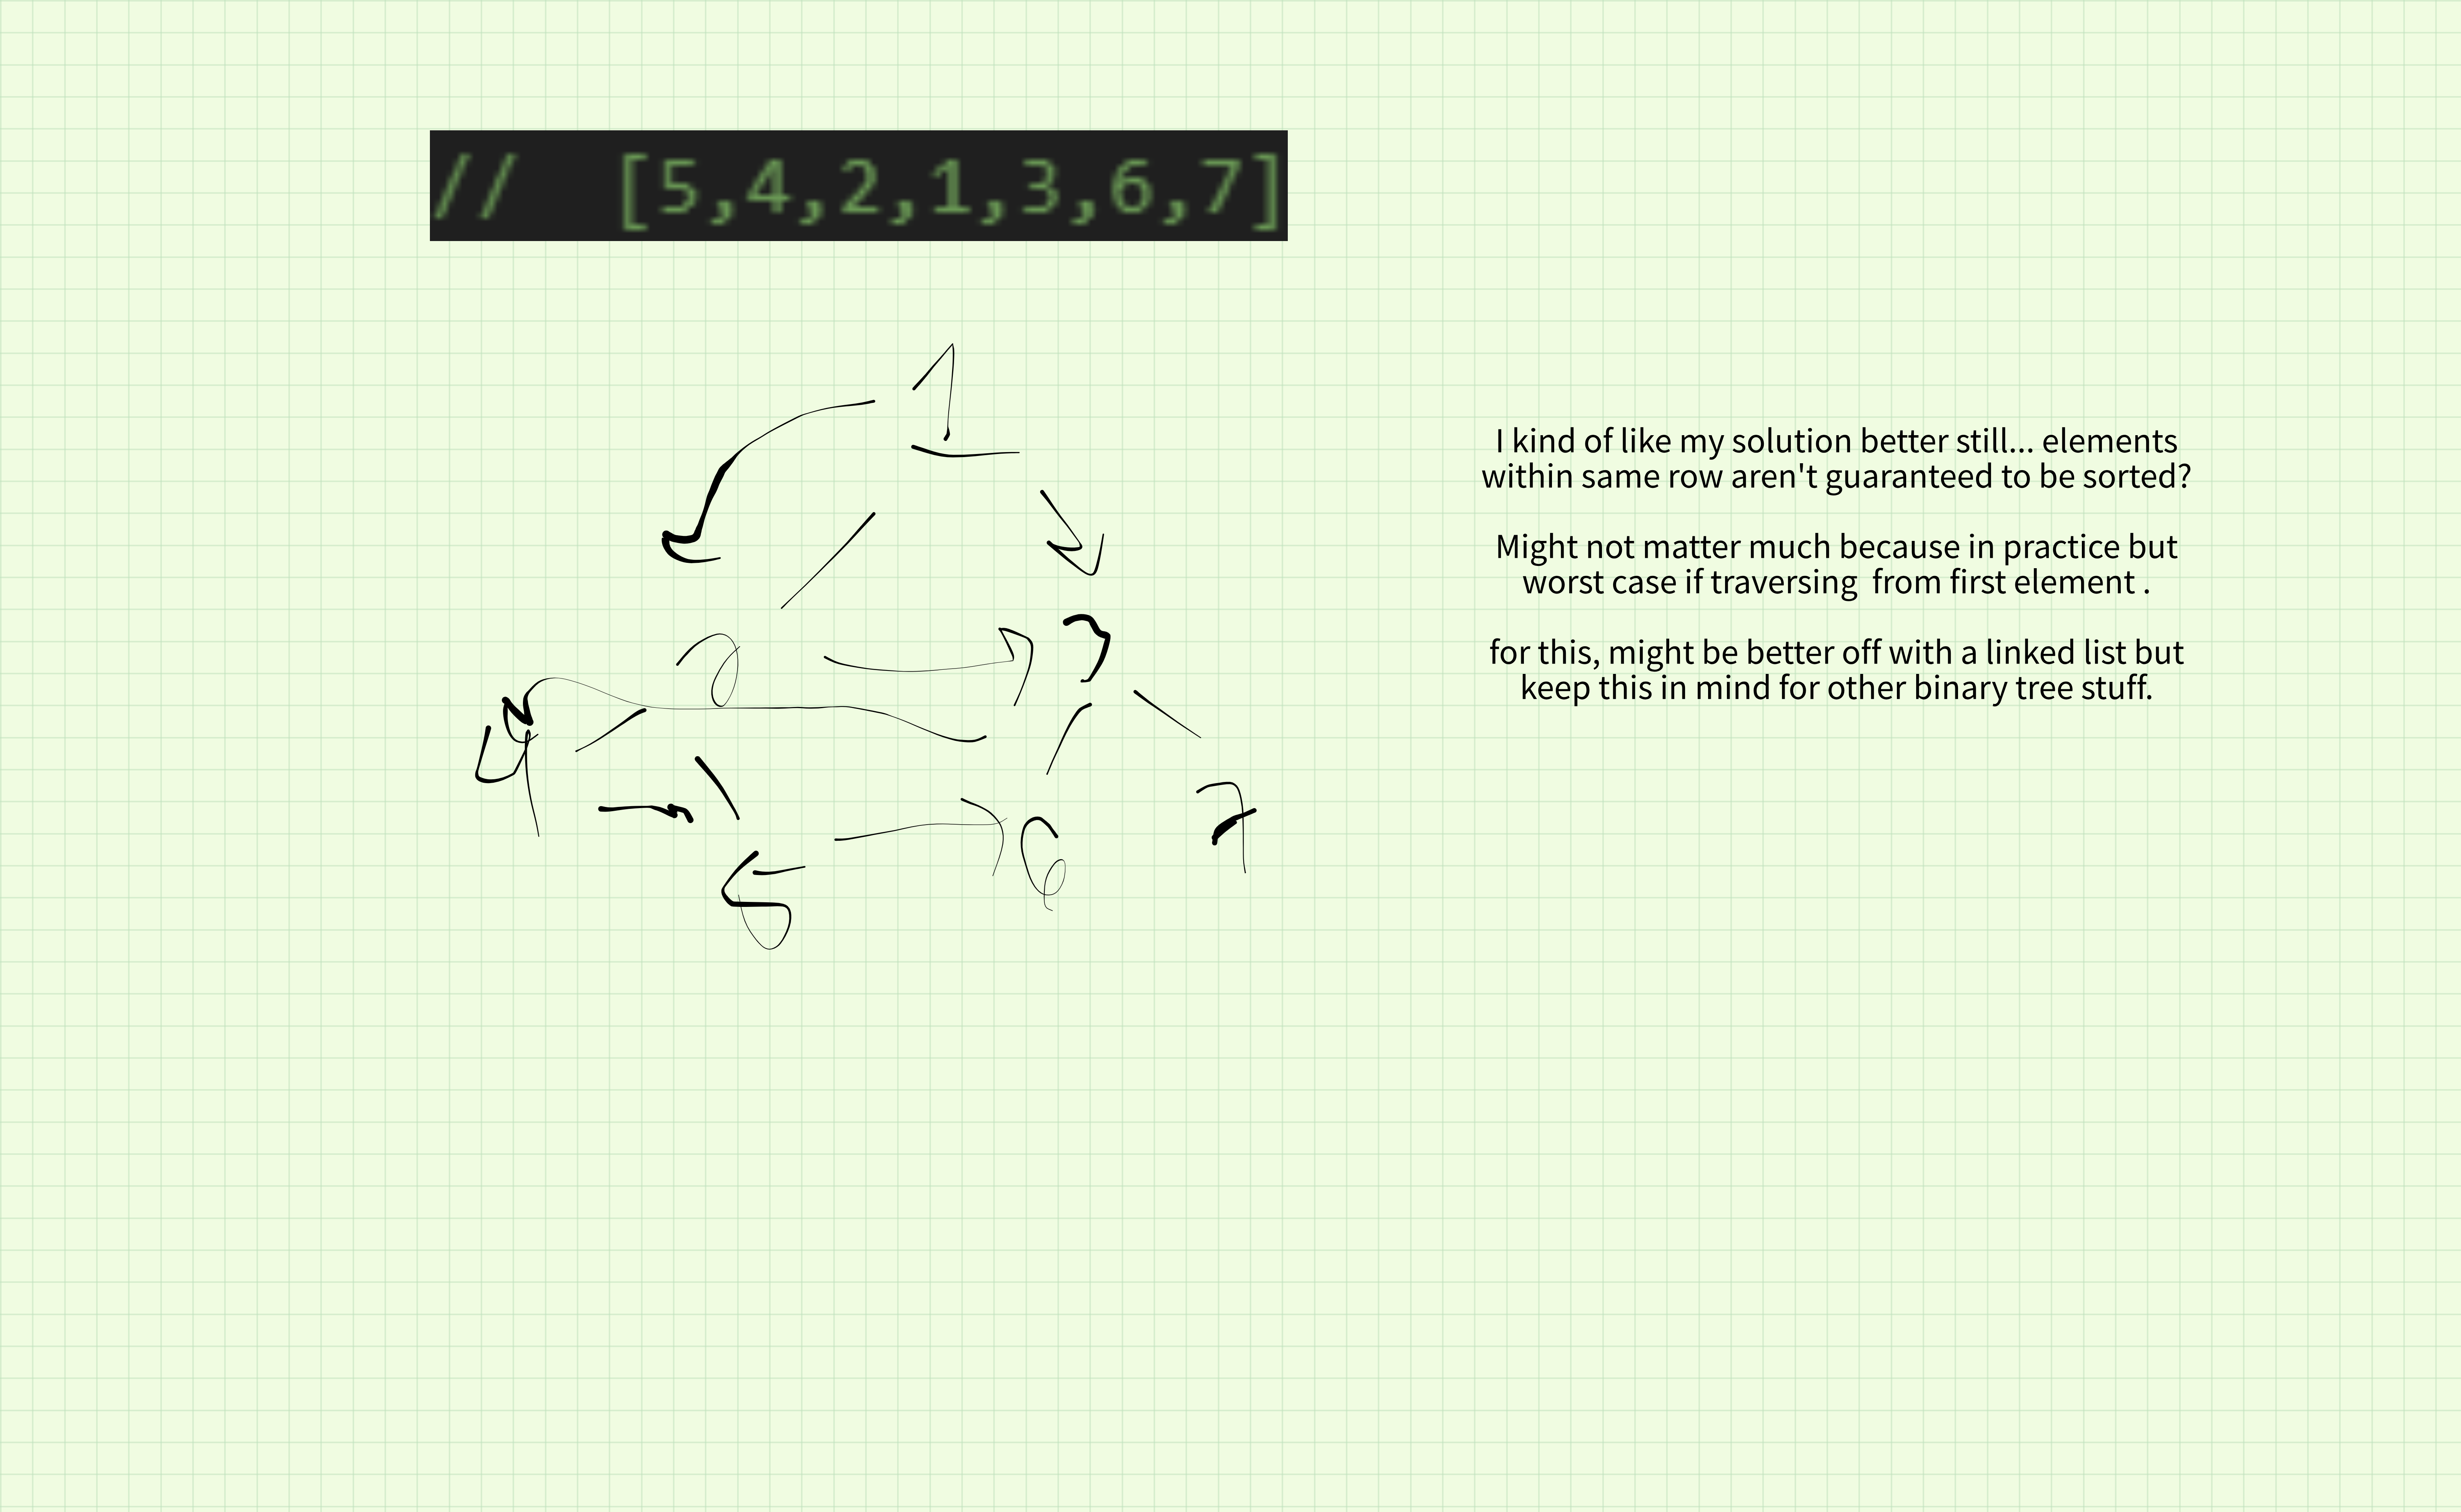 // [5,4,2,1,3,6,7]
1
2 3
4 5 6 7
I kind of like my solution better still... elements
within same row aren't guaranteed to be sorted?
Might not matter much because in practice but
worst case if traversing from first element .
for this, might be better off with a linked list but
keep this in mind for other binary tree stuff.